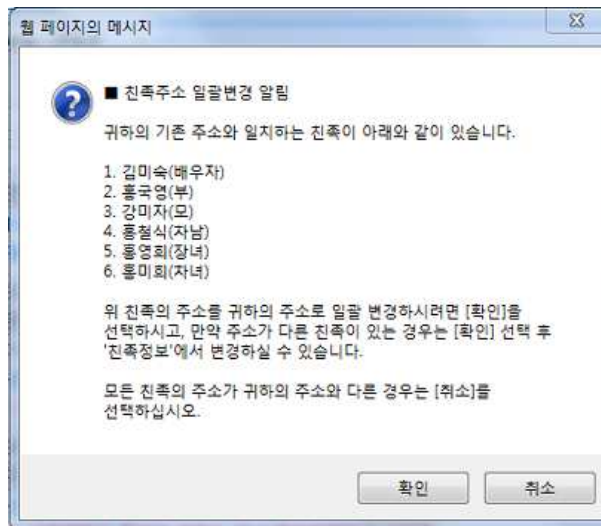 웹 페이지의 메시지
■ 친족주소 일괄변경 알림
귀하의 기존 주소와 일치하는 친족이 아래와 같이 있습니다.
1. 김미숙(배우자)
2. 홍국영(부)
3. 강미자(모)
4. 홍철식(자남)
5. 홍영희(장녀)
6. 홍미희(차녀)
위 친족의 주소를 귀하의 주소로 일괄 변경하시려면 [확인]을
선택하시고, 만약 주소가 다른 친족이 있는 경우는 [확인] 선택 후
'친족정보'에서 변경하실 수 있습니다.
모든 친족의 주소가 귀하의 주소와 다른 경우는 [취소]를
선택하십시오.
확인
취소